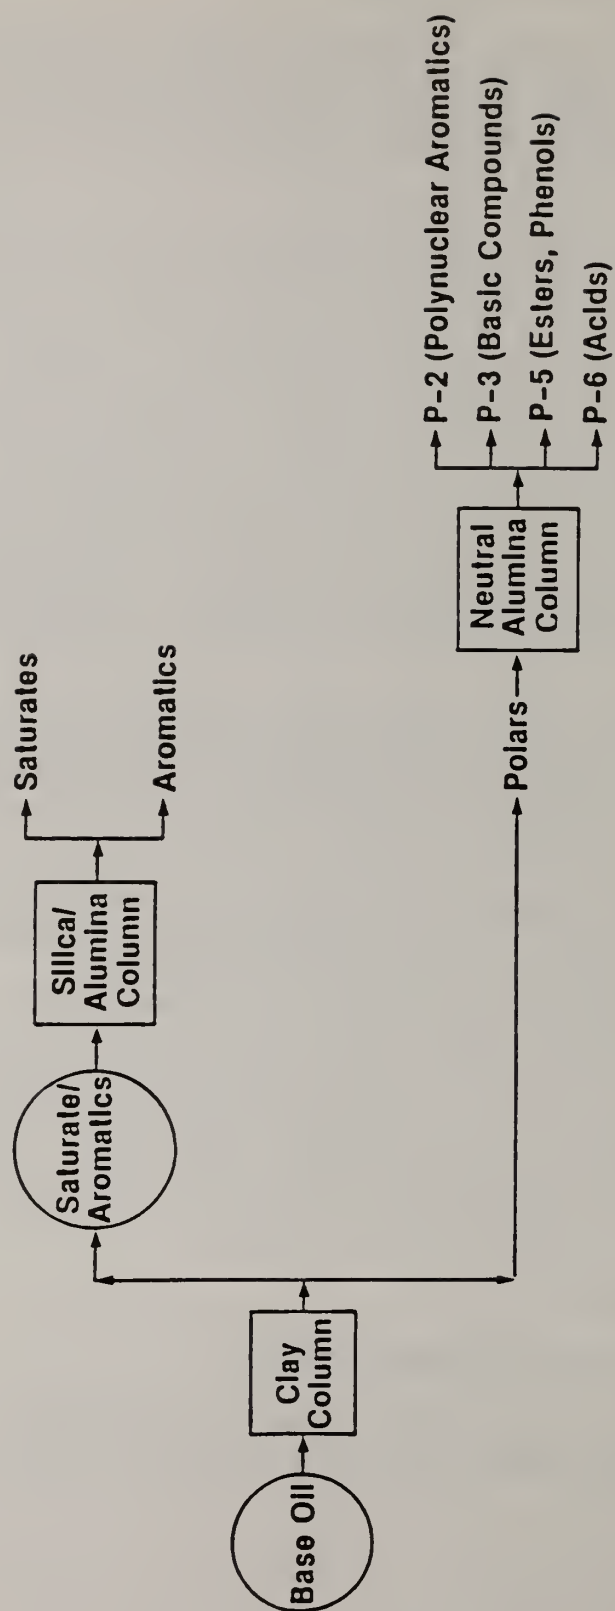 Base Oil
Clay
Column
Saturate/
Aromatics
Silica/
Alumina
Column
Saturates
Aromatics
Polars
Neutral
Alumina
Column
P-2 (Polynuclear Aromatics)
P-3 (Basic Compounds)
P-5 (Esters, Phenols)
P-6 (Acids)